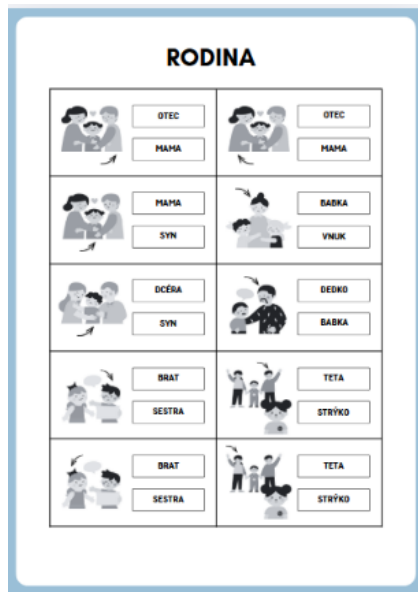 RODINA
OTEC
MAMA
OTEC
MAMA
MAMA
SYN
BABKA
VNUK
DCÉRA
SYN
DEDKO
BABKA
BRAT
SESTRA
TETA
STRÝKO
BRAT
SESTRA
TETA
STRÝKO